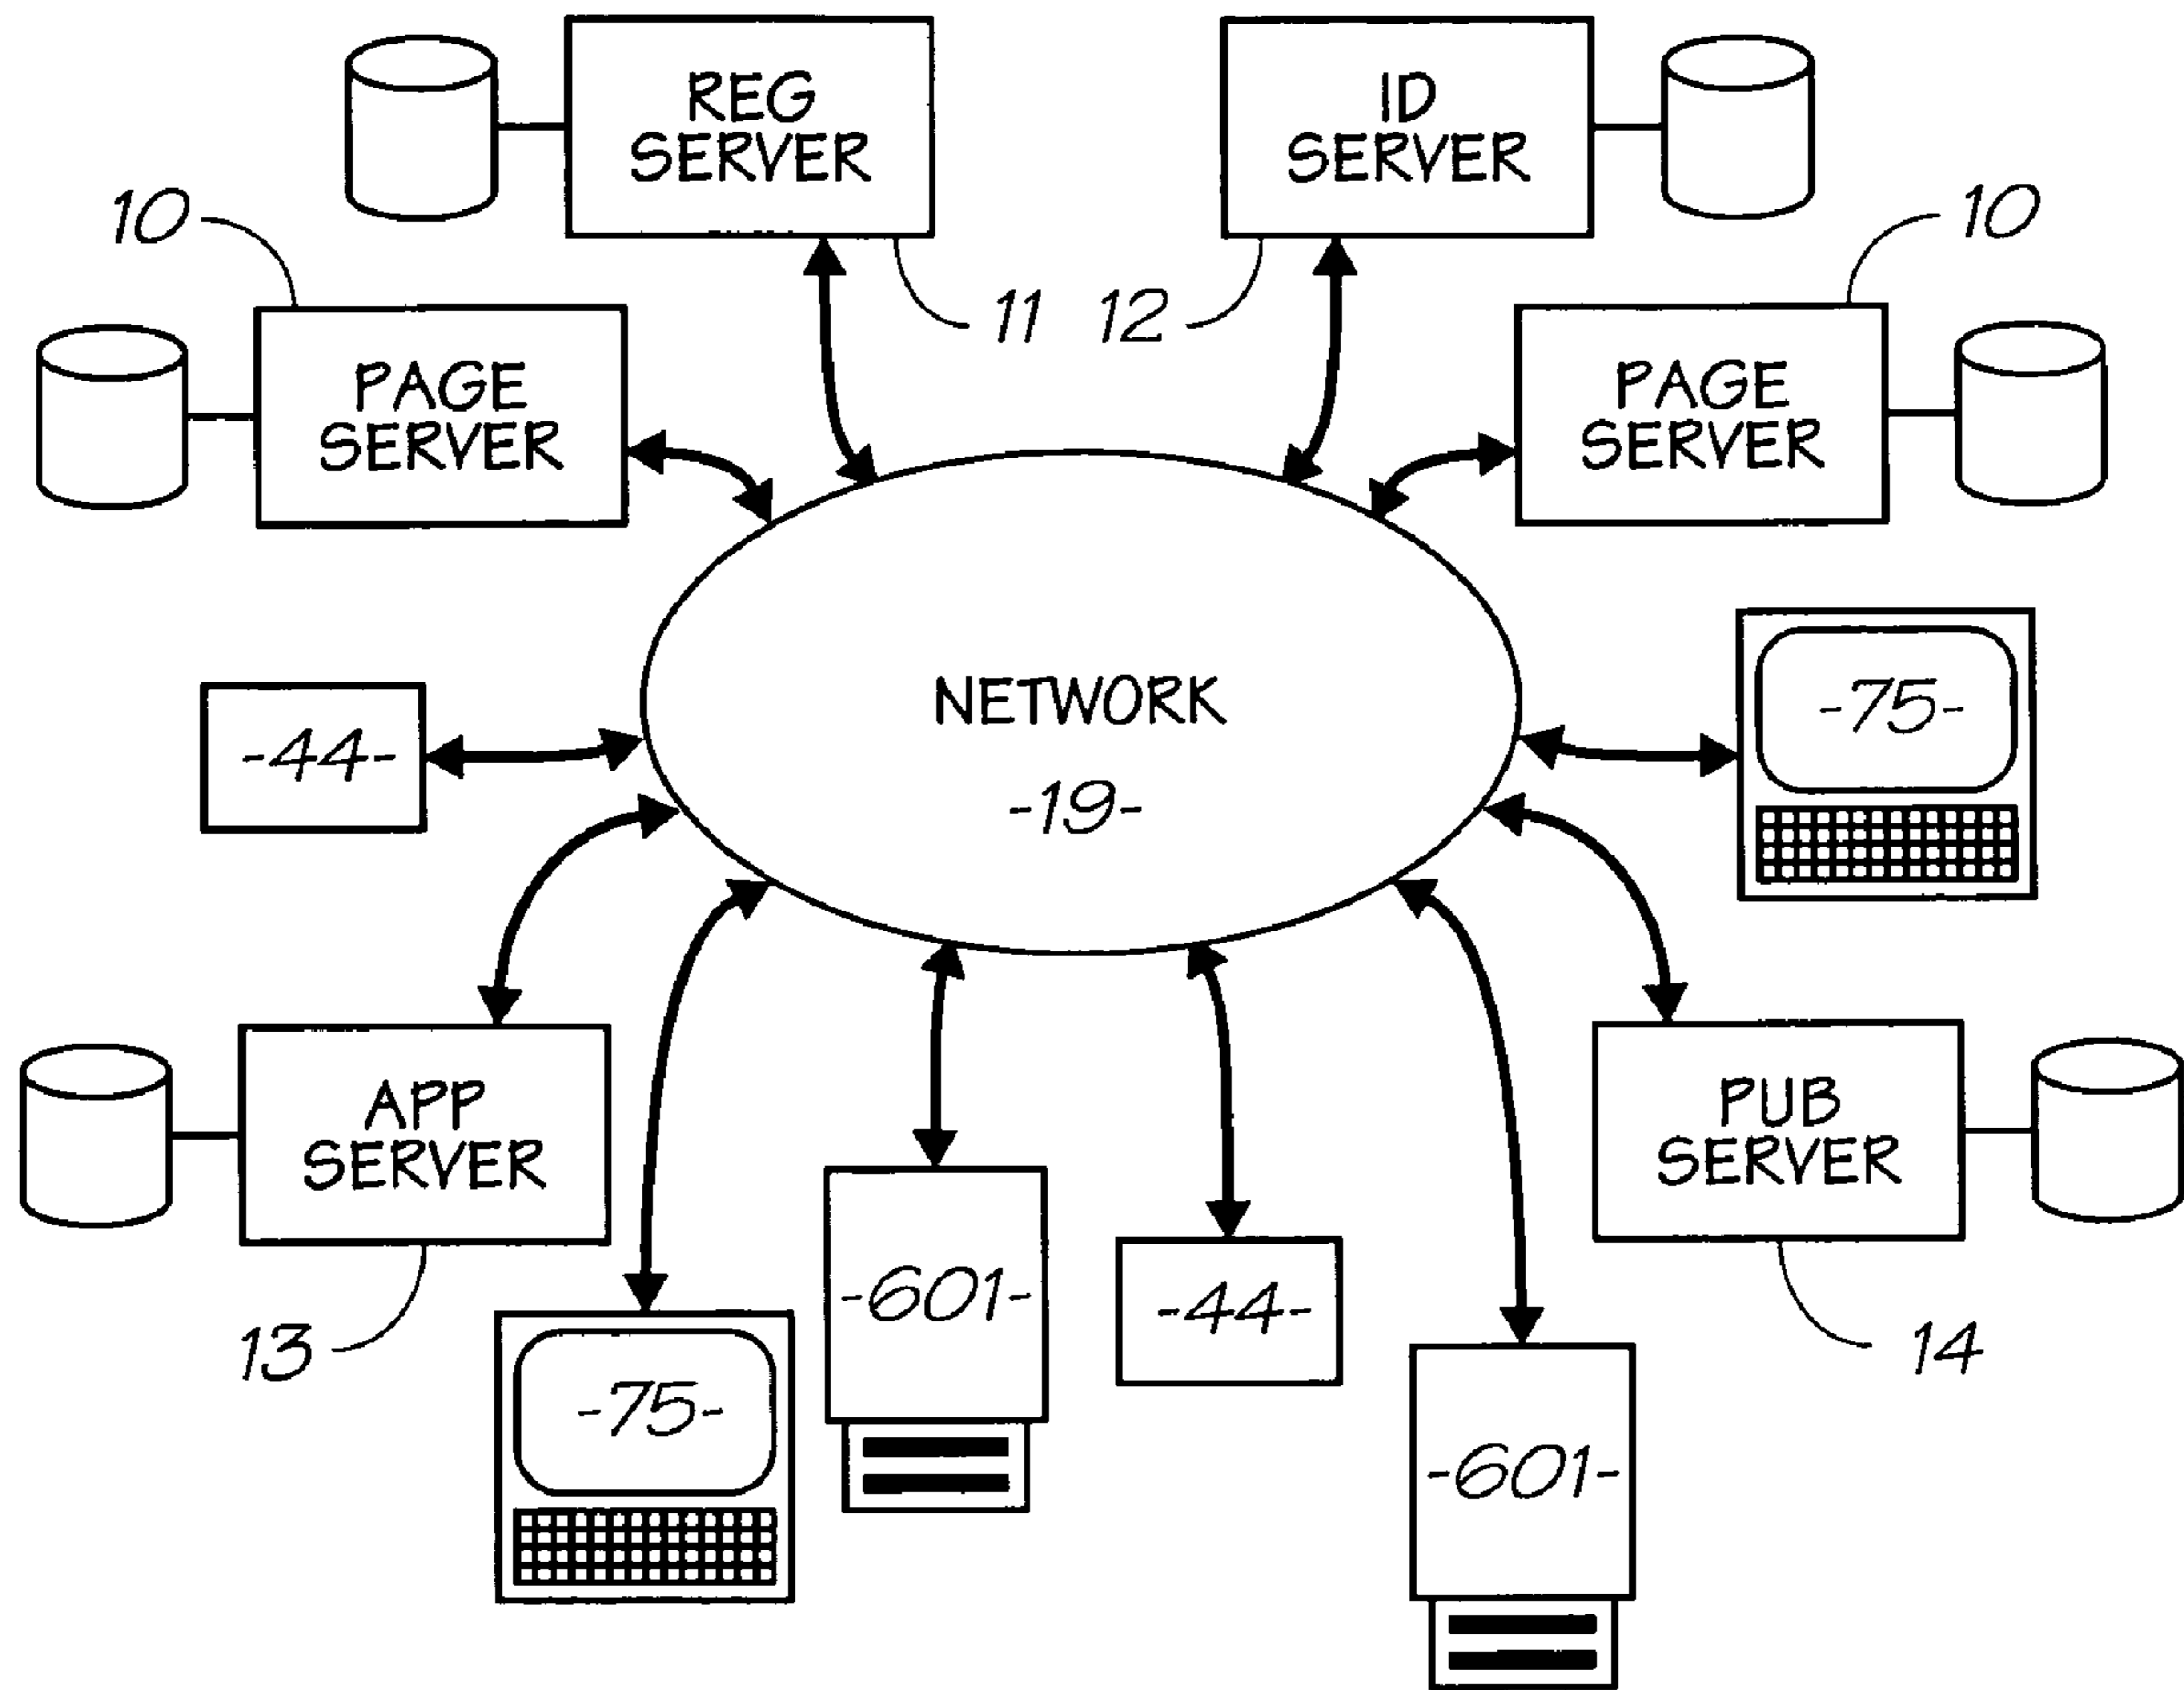 REG
SERVER
ID
SERVER
10
10
11
12
PAGE
SERVER
PAGE
SERVER
-44-
NETWORK
-19-
-75-
APP
SERVER
PUB
SERVER
13
-75-
-601-
-44-
-601-
14